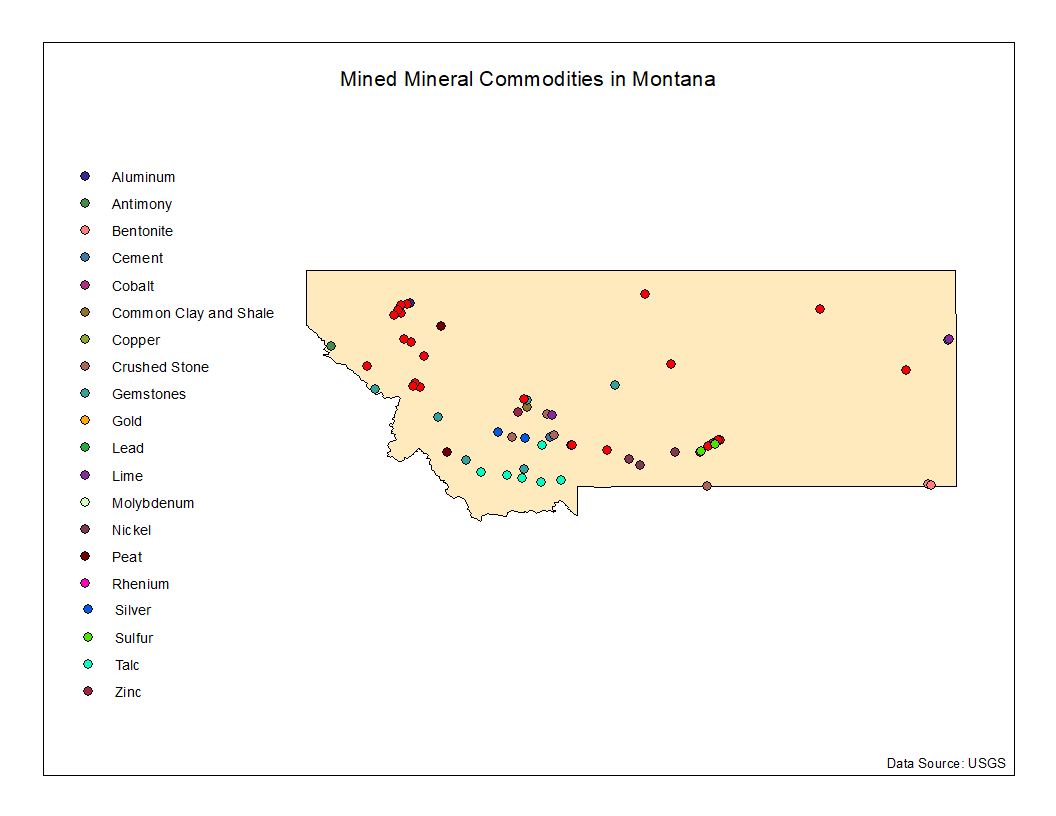 Mined Mineral Commodities in Montana
Aluminum
Antimony
Bentonite
Cement
Cobalt
Common Clay and Shale
Copper
Crushed Stone
Gemstones
Gold
Lead
Lime
Molybdenum
Nickel
Peat
Rhenium
Silver
Sulfur
Talc
Zinc
Data Source: USGS